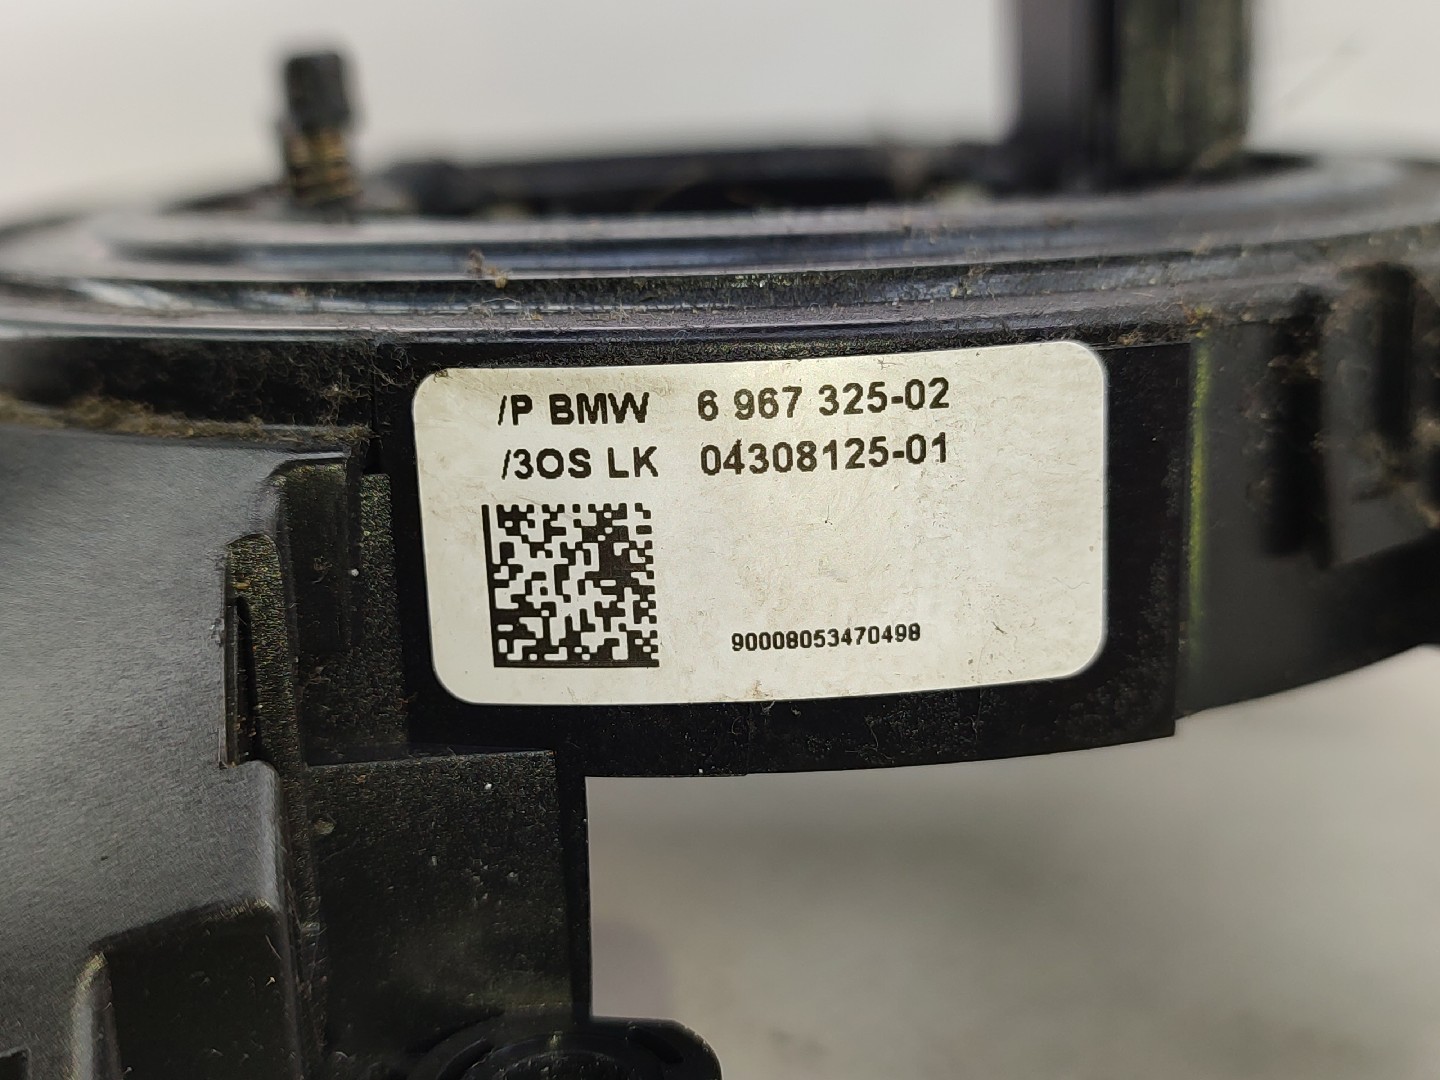 /P BMW 6 967 325-02
/3OS LK 04308125-01
90008053470498